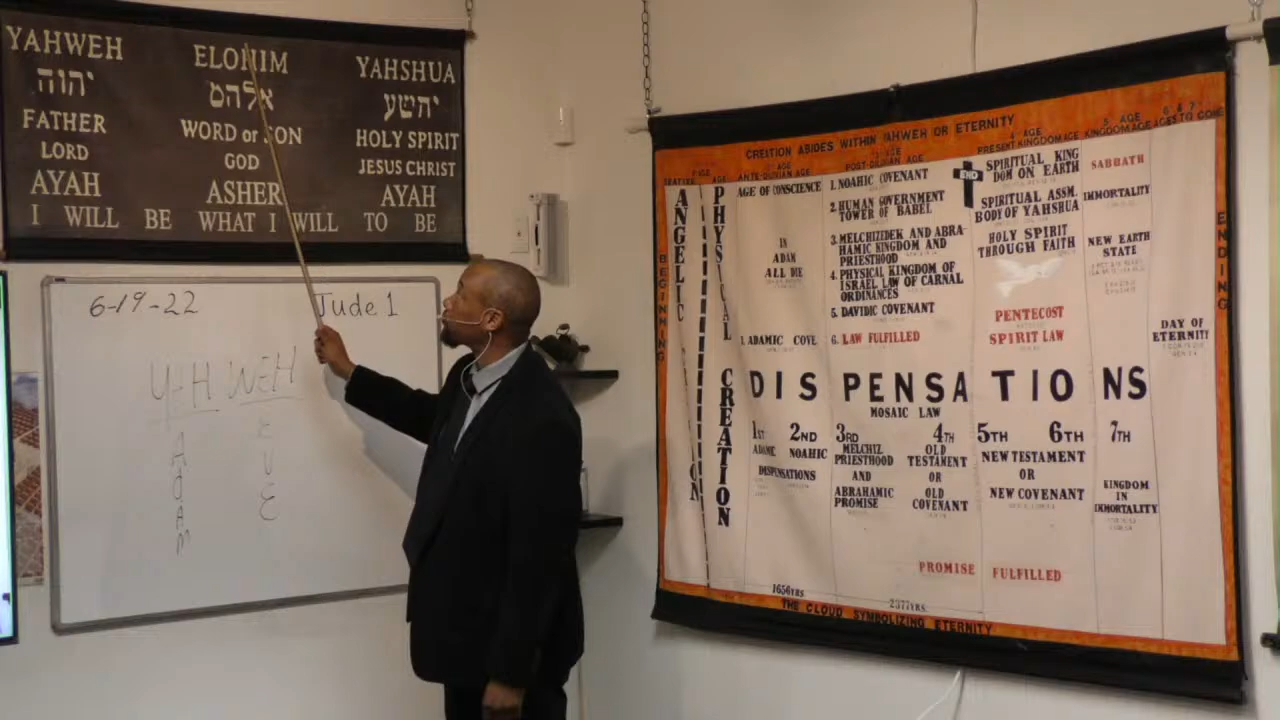 YAHWEH
יהוה
FATHER
LORD
AYAH
ELOHIM
אלהם
WORD or SON
GOD
ASHER
YAHSHUA
יהשע
HOLY SPIRIT
JESUS CHRIST
AYAH
I WILL BE WHAT I WILL TO BE
6-19-22
Jude 1
YAH WEH
A
d
A
M
E
V
E
CREATION ABIDES WITHIN YAHWEH OR ETERNITY
BEGINNING
ENDING
ANGELIC
PHYSICAL CREATION
ANTE-DILUVIAN AGE
AGE OF CONSCIENCE
IN
ADAM
ALL DIE
1. ADAMIC COVE
POST-DILUVIAN AGE
1. NOAHIC COVENANT
2. HUMAN GOVERNMENT
TOWER OF BABEL
3. MELCHIZIDEK AND ABRA-
HAMIC KINGDOM AND
PRIESTHOOD
4. PHYSICAL KINGDOM OF
ISRAEL LAW OF CARNAL
ORDINANCES
5. DAVIDIC COVENANT
6. LAW FULFILLED
END
4 AGE
PRESENT KINGDOM AGE
SPIRITUAL KING
DOM ON EARTH
SPIRITUAL ASSM.
BODY OF YAHSHUA
HOLY SPIRIT
THROUGH FAITH
PENTECOST
SPIRIT LAW
5 AGE
KINGDOM AGE
SABBATH
IMMORTALITY
NEW EARTH
STATE
AGES TO COME
DAY OF
ETERNITY
DISPENSATIONS
MOSAIC LAW
1ST 2ND 3RD 4TH 5TH 6TH 7TH
ADAMIC NOAHIC
DISPENSATIONS
MELCHIZ
PRIESTHOOD
AND
ABRAHAMIC
PROMISE
OLD
TESTAMENT
OR
OLD
COVENANT
NEW TESTAMENT
OR
NEW COVENANT
KINGDOM
IN
IMMORTALITY
PROMISE FULFILLED
1656YRS.
2377YRS.
THE CLOUD SYMBOLIZING ETERNITY